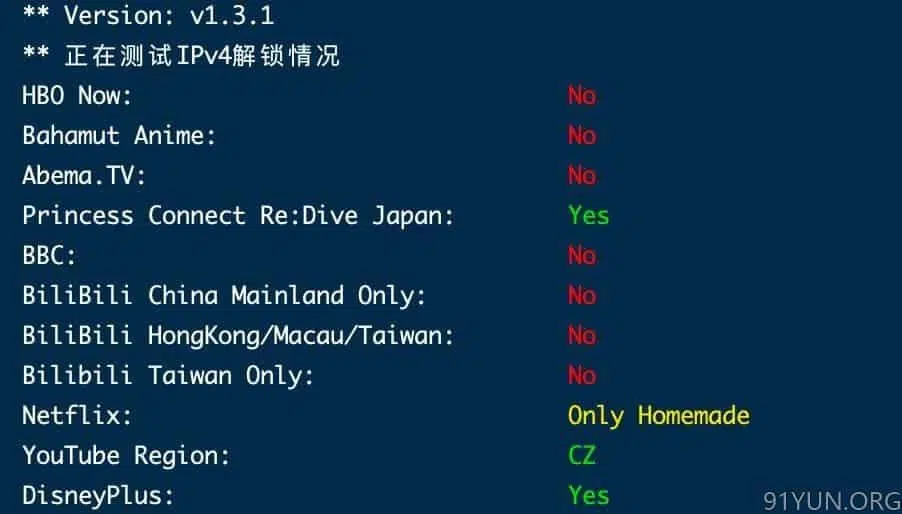 ** Version: v1.3.1
** 正在测试IPv4解锁情况
HBO Now: No
Bahamut Anime: No
Abema.TV: No
Princess Connect Re:Dive Japan: Yes
BBC: No
BiliBili China Mainland Only: No
BiliBili HongKong/Macau/Taiwan: No
Bilibili Taiwan Only: No
Netflix: Only Homemade
YouTube Region: CZ
DisneyPlus: Yes
91YUN.ORG